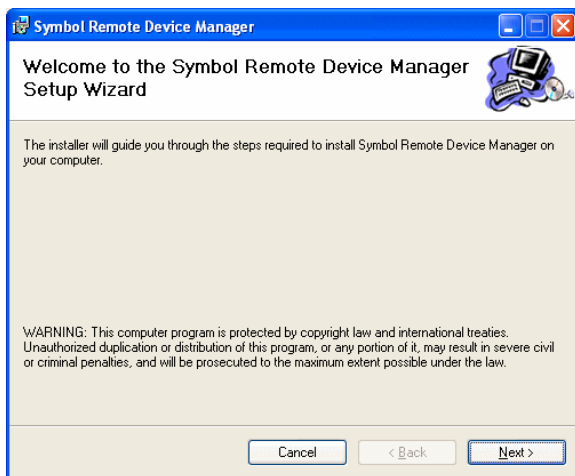 Symbol Remote Device Manager
Welcome to the Symbol Remote Device Manager
Setup Wizard
The installer will guide you through the steps required to install Symbol Remote Device Manager on
your computer.
WARNING: This computer program is protected by copyright law and international treaties.
Unauthorized duplication or distribution of this program, or any portion of it, may result in severe civil
or criminal penalties, and will be prosecuted to the maximum extent possible under the law.
Cancel < Back Next >